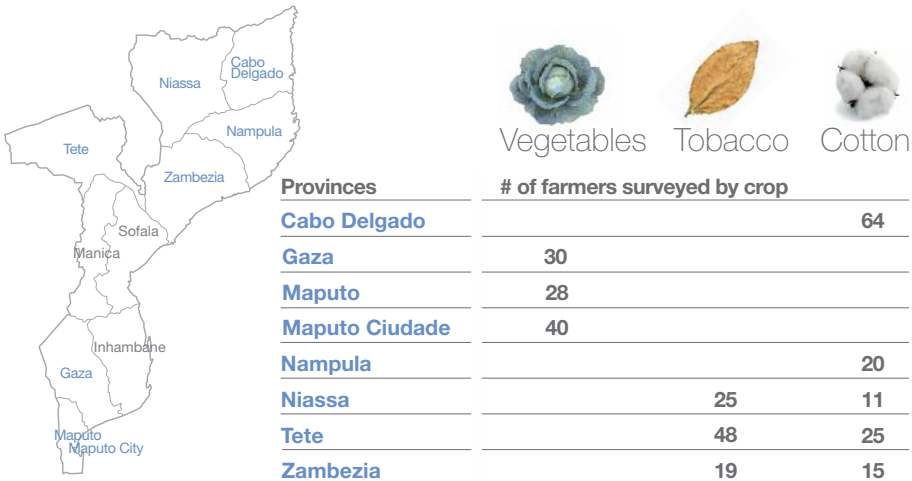 Cabo
Delgado
Niassa
Nampula
Tete
Zambezia
Sofala
Manica
Inhambane
Gaza
Maputo
Maputo City
Vegetables Tobacco Cotton
Provinces # of farmers surveyed by crop
Cabo Delgado 64
Gaza 30
Maputo 28
Maputo Ciudade 40
Nampula 20
Niassa 25 11
Tete 48 25
Zambezia 19 15